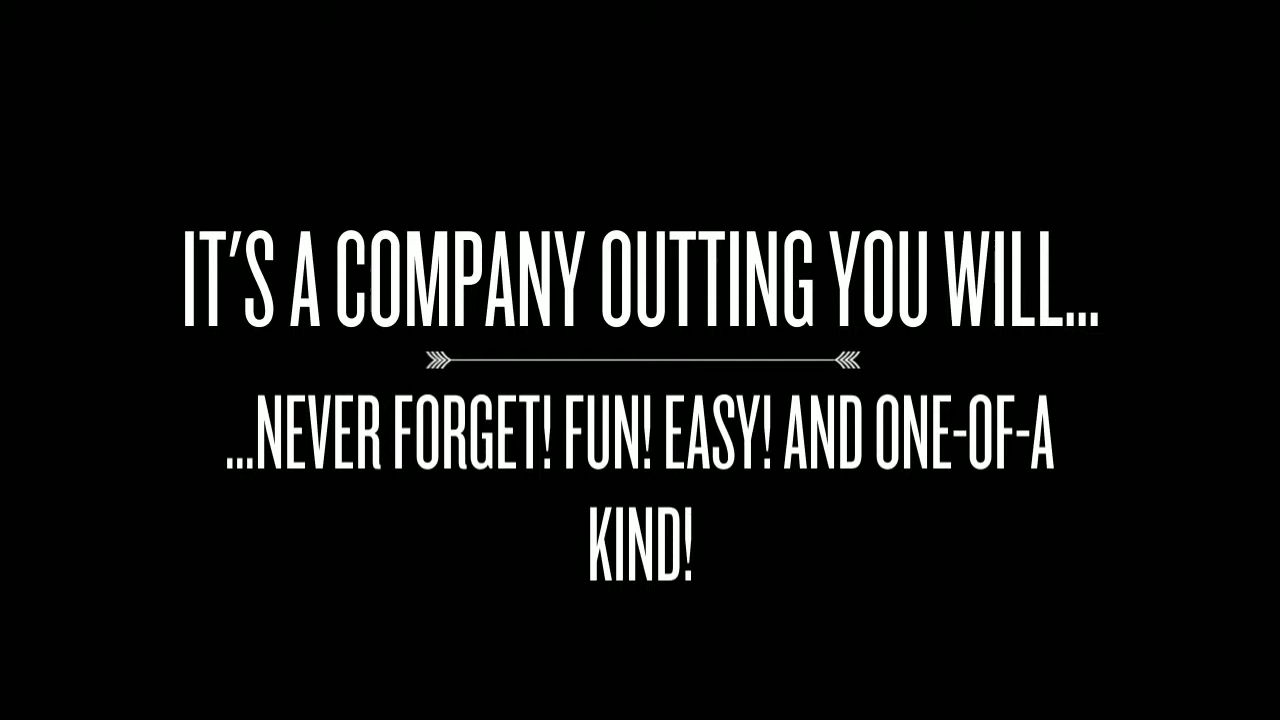 IT'S A COMPANY OUTTING YOU WILL...
...NEVER FORGET! FUN! EASY! AND ONE-OF-A
KIND!